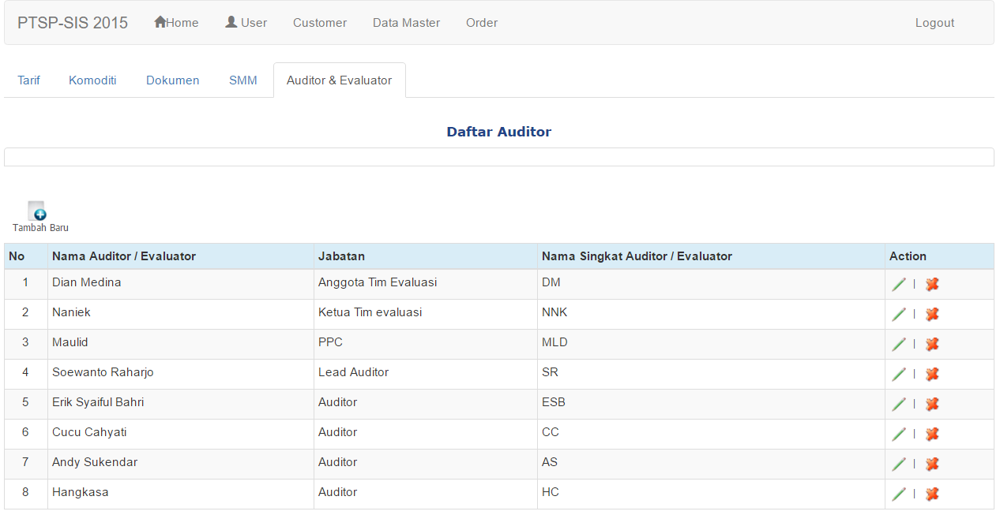 PTSP-SIS 2015 Home User Customer Data Master Order Logout
Tarif Komoditi Dokumen SMM Auditor & Evaluator
Daftar Auditor
Tambah Baru
No Nama Auditor / Evaluator Jabatan Nama Singkat Auditor / Evaluator Action
1 Dian Medina Anggota Tim Evaluasi DM |
2 Naniek Ketua Tim evaluasi NNK |
3 Maulid PPC MLD |
4 Soewanto Raharjo Lead Auditor SR |
5 Erik Syaiful Bahri Auditor ESB |
6 Cucu Cahyati Auditor CC |
7 Andy Sukendar Auditor AS |
8 Hangkasa Auditor HC |